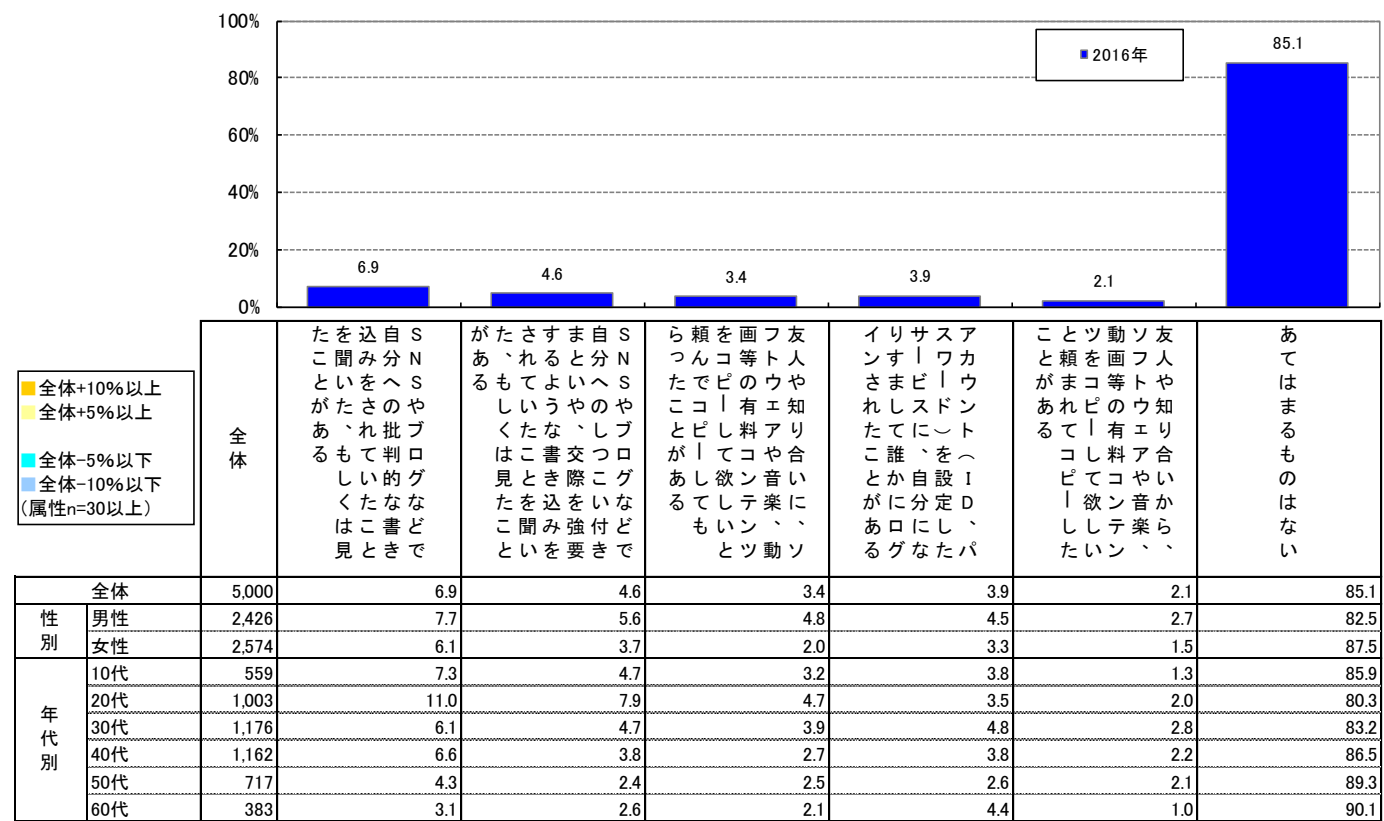 100%
80%
60%
40%
20%
0%
2016年
6.9
4.6
3.4
3.9
2.1
85.1
全体+10%以上
全体+5%以上
全体-5%以下
全体-10%以下
(属性n=30以上)
全体
SNSやブログなどで
自分への批判的な書き
込みをされていたこと
を聞いた、もしくは見
たことがある
SNSやブログなどで
自分へのしつこい付き
まといや、交際を強要
するような書き込みを
されていたことを聞い
た、もしくは見たこと
がある
友人や知り合いに、ソ
フトウェアや音楽、動
画等の有料コンテンツ
をコピーして欲しいと
頼んでコピーしても
らったことがある
アカウント(ID、パ
スワード)を設定した
サービスに、自分にな
りすまして誰かにログ
インされたことがある
友人や知り合いから、
ソフトウェアや音楽、
動画等の有料コンテン
ツをコピーして欲しい
と頼まれてコピーした
ことがある
あてはまるものはない
全体 5,000 6.9 4.6 3.4 3.9 2.1 85.1
性別
男性 2,426 7.7 5.6 4.8 4.5 2.7 82.5
女性 2,574 6.1 3.7 2.0 3.3 1.5 87.5
年代別
10代 559 7.3 4.7 3.2 3.8 1.3 85.9
20代 1,003 11.0 7.9 4.7 3.5 2.0 80.3
30代 1,176 6.1 4.7 3.9 4.8 2.8 83.2
40代 1,162 6.6 3.8 2.7 3.8 2.2 86.5
50代 717 4.3 2.4 2.5 2.6 2.1 89.3
60代 383 3.1 2.6 2.1 4.4 1.0 90.1